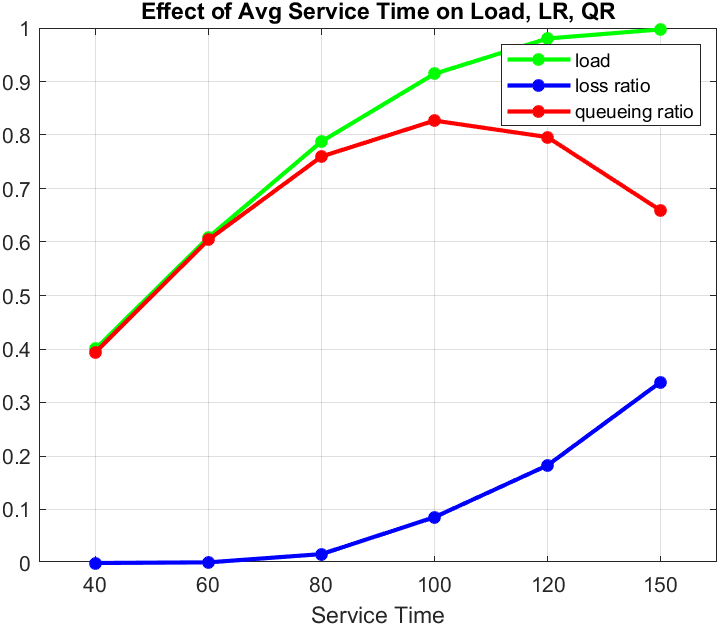 Effect of Avg Service Time on Load, LR, QR
load
loss ratio
queueing ratio
1
0.9
0.8
0.7
0.6
0.5
0.4
0.3
0.2
0.1
0
40 60 80 100 120 150
Service Time